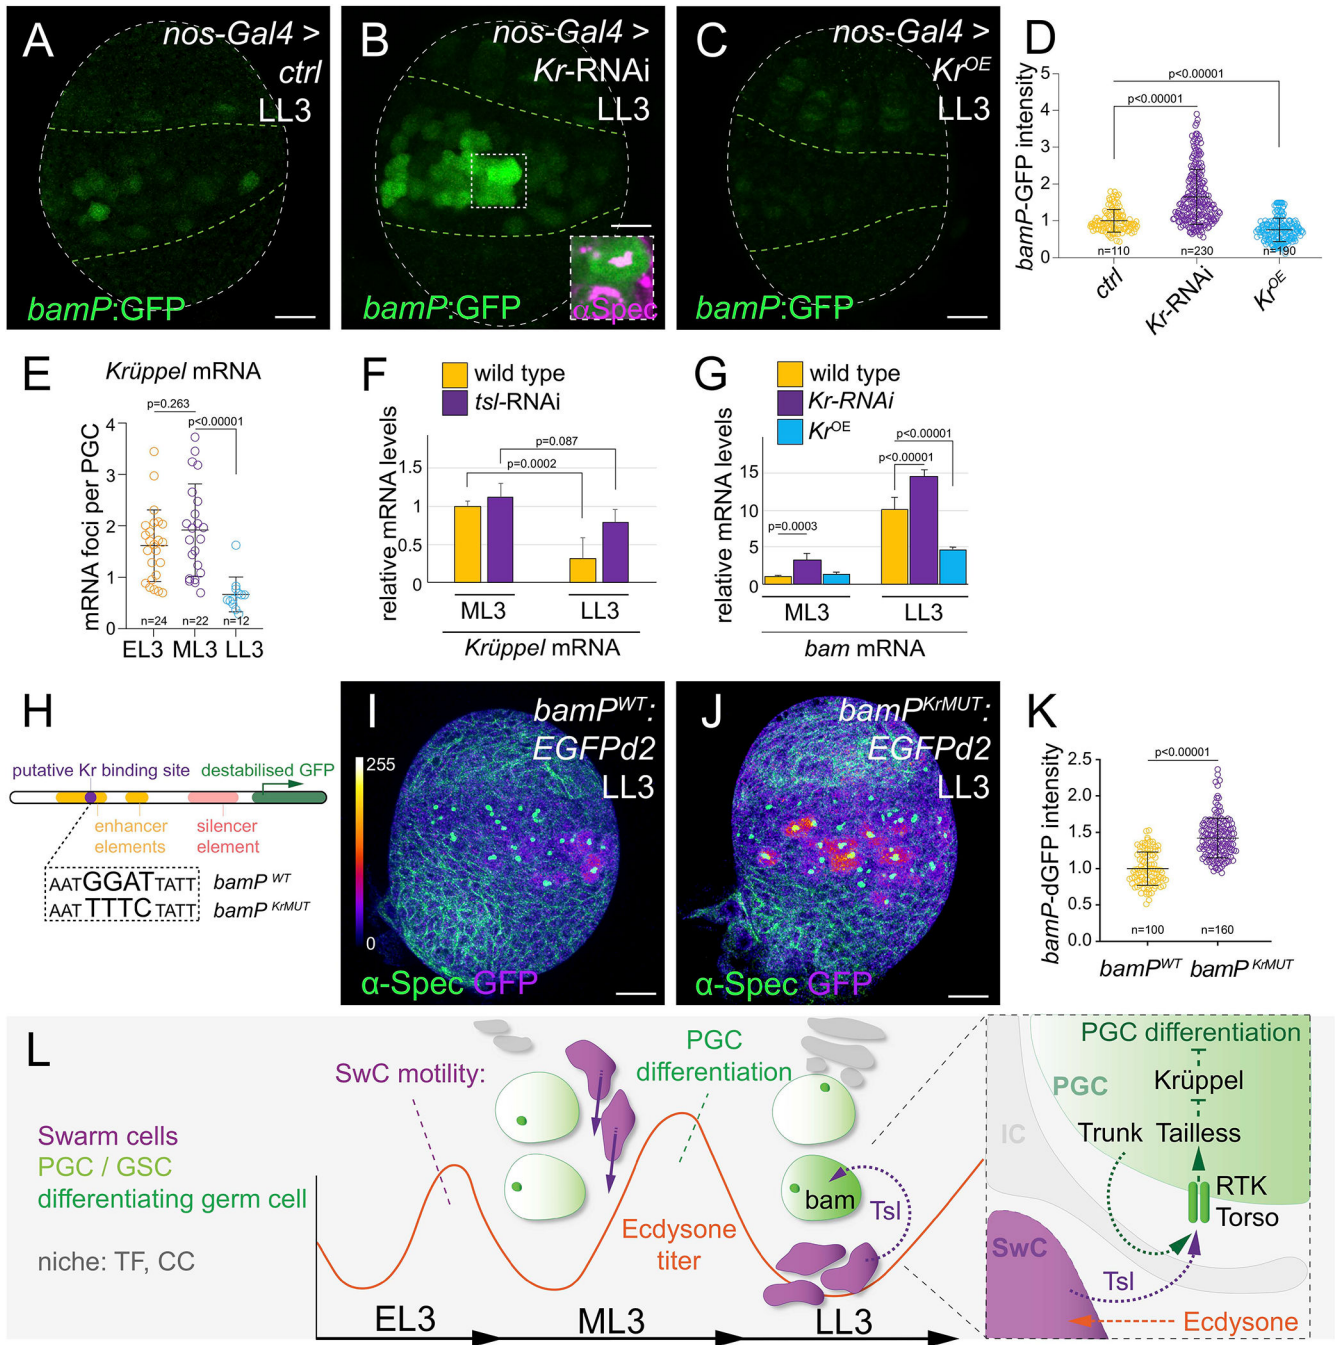 A
nos-Gal4 >
ctrl
LL3
bamP:GFP
B
nos-Gal4 >
Kr-RNAi
LL3
bamP:GFP
αSpec
C
nos-Gal4 >
Kr^OE
LL3
bamP:GFP
D
bamP-GFP intensity
5
4
3
2
1
0
p<0.00001
p<0.00001
n=110
n=230
n=190
ctrl
Kr-RNAi
Kr^OE
E
Krüppel mRNA
mRNA foci per PGC
4
3
2
1
0
p=0.263
p<0.00001
n=24
n=22
n=12
EL3 ML3 LL3
F
wild type
tsl-RNAi
relative mRNA levels
1.5
1
0.5
0
p=0.087
p=0.0002
ML3
LL3
Krüppel mRNA
G
wild type
Kr-RNAi
Kr^OE
relative mRNA levels
15
10
5
0
p<0.00001
p<0.00001
p=0.0003
ML3
LL3
bam mRNA
H
putative Kr binding site
destabilised GFP
enhancer
elements
silencer
element
AATGGATTATT bamP^WT
AATTTTCTATT bamP^KrMUT
I
bamP^WT:
EGFPd2
LL3
255
0
α-Spec GFP
J
bamP^KrMUT:
EGFPd2
LL3
α-Spec GFP
K
bamP-dGFP intensity
2.5
2.0
1.5
1.0
0.5
0.0
p<0.00001
n=100
n=160
bamP^WT
bamP^KrMUT
L
Swarm cells
PGC / GSC
differentiating germ cell
niche: TF, CC
SwC motility:
PGC
differentiation
Ecdysone
titer
bam
Tsl
EL3
ML3
LL3
PGC differentiation
Krüppel
PGC
IC
Trunk
Tailless
RTK
Torso
SwC
Tsl
Ecdysone